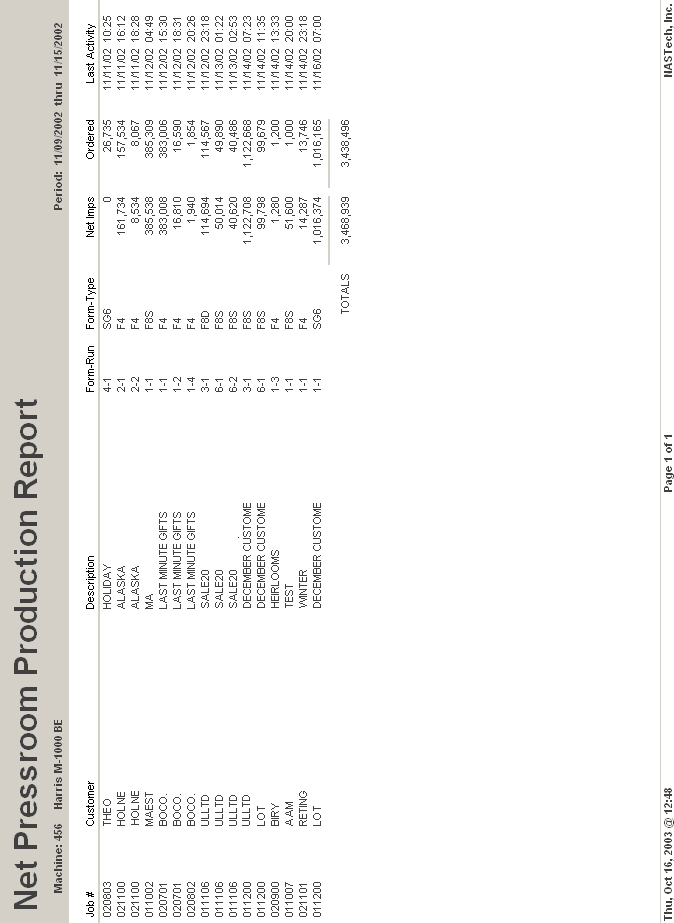 Net Pressroom Production Report
Machine: 456 Harris M-1000 BE Period: 11/09/2002 thru 11/15/2002
Job # Customer Description Form-Run Form-Type Net Imps Ordered Last Activity
020803 THEO HOLIDAY 4-1 SG6 0 26,735 11/11/02 10:25
021100 HOLNE ALASKA 2-1 F4 161,734 157,534 11/11/02 16:12
021100 HOLNE ALASKA 2-2 F4 8,534 8,067 11/11/02 18:28
011002 MAEST MA 1-1 F8S 385,538 385,309 11/12/02 04:49
020701 BOCO. LAST MINUTE GIFTS 1-1 F4 383,008 383,006 11/12/02 15:30
020701 BOCO. LAST MINUTE GIFTS 1-2 F4 16,810 16,590 11/12/02 18:31
020802 BOCO. LAST MINUTE GIFTS 1-4 F4 1,940 1,854 11/12/02 20:26
011106 ULLTD SALE20 3-1 F8D 114,694 114,567 11/12/02 23:18
011106 ULLTD SALE20 6-1 F8S 50,014 49,890 11/13/02 01:22
011106 ULLTD SALE20 6-2 F8S 40,620 40,486 11/13/02 02:53
011200 ULLTD DECEMBER CUSTOME 3-1 F8S 1,122,708 1,122,668 11/14/02 07:23
011200 LOT DECEMBER CUSTOME 6-1 F8S 99,798 99,679 11/14/02 11:35
020900 BIRY HEIRLOOMS 1-3 F4 1,280 1,200 11/14/02 13:33
011007 A AM TEST 1-1 F8S 51,600 1,000 11/14/02 20:00
021101 RETING WINTER 1-1 F4 14,287 13,746 11/14/02 23:18
011200 LOT DECEMBER CUSTOME 1-1 SG6 1,016,374 1,016,165 11/16/02 07:00
TOTALS 3,468,939 3,438,496
Thu, Oct 16, 2003 @ 12:48 Page 1 of 1 NASTech, Inc.